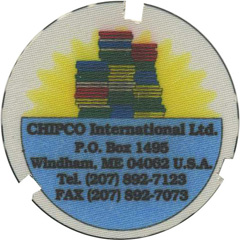 CHIPCO International Ltd.
P.O. Box 1495
Windham, ME 04062 U.S.A.
Tel. (207) 892-7123
FAX (207) 892-7073